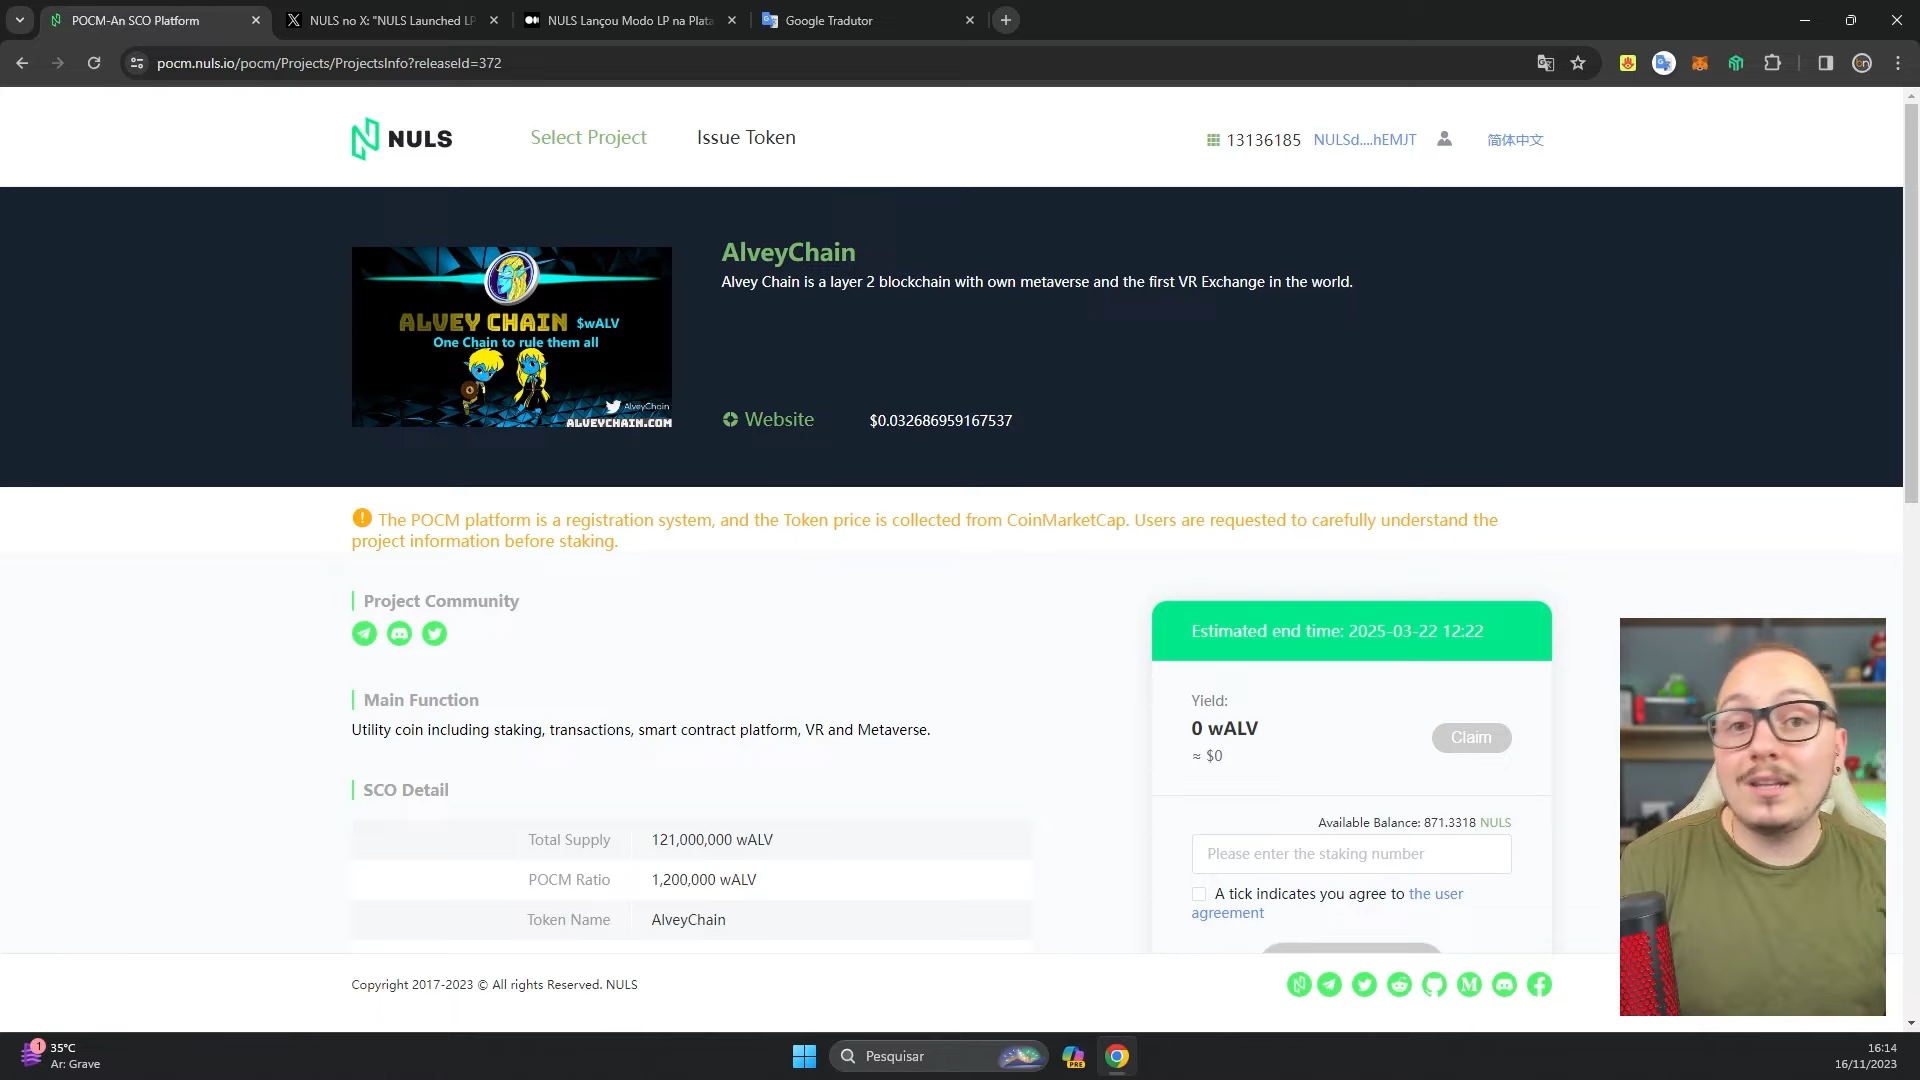 POCM-An SCO Platform
NULS no X: "NULS Launched LP
NULS Lançou Modo LP na Plata
Google Tradutor
pocm.nuls.io/pocm/Projects/ProjectsInfo?releaseId=372
NULS
Select Project
Issue Token
13136185
NULSd....hEMJT
简体中文
ALVEY CHAIN $wALV
One Chain to rule them all
AlveyChain
ALVEYCHAIN.COM
AlveyChain
Alvey Chain is a layer 2 blockchain with own metaverse and the first VR Exchange in the world.
Website
$0.032686959167537
The POCM platform is a registration system, and the Token price is collected from CoinMarketCap. Users are requested to carefully understand the
project information before staking.
Project Community
Main Function
Utility coin including staking, transactions, smart contract platform, VR and Metaverse.
SCO Detail
Total Supply 121,000,000 wALV
POCM Ratio 1,200,000 wALV
Token Name AlveyChain
Estimated end time: 2025-03-22 12:22
Yield:
0 wALV
≈ $0
Claim
Available Balance: 871.3318 NULS
Please enter the staking number
A tick indicates you agree to the user
agreement
Copyright 2017-2023 © All rights Reserved. NULS
1
35°C
Ar: Grave
Pesquisar
PRE
16:14
16/11/2023